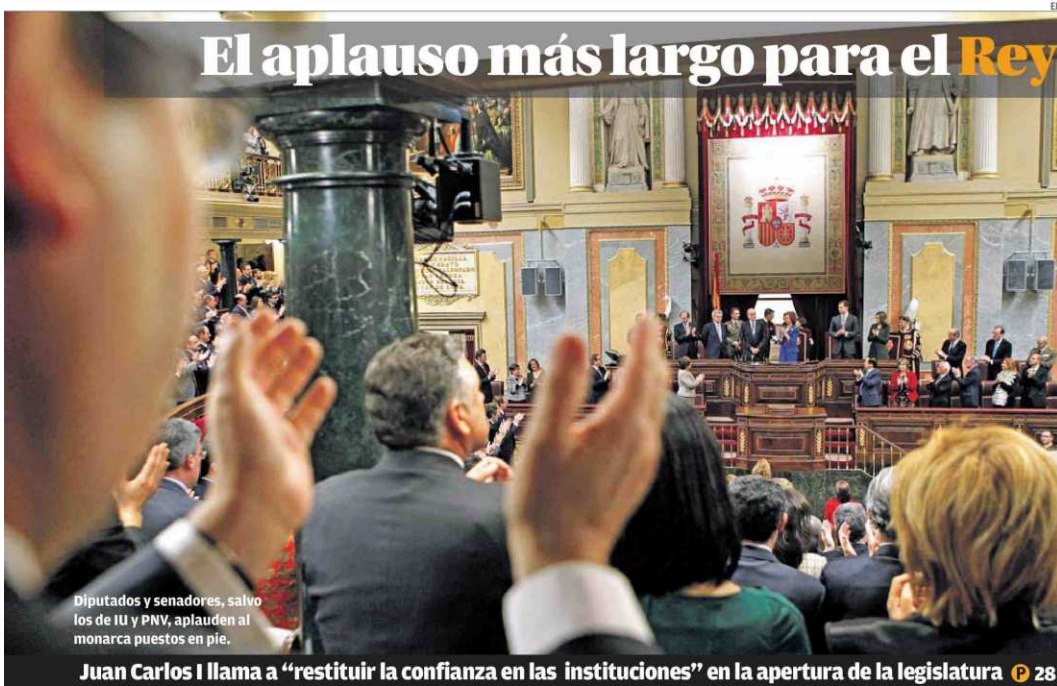 El aplauso más largo para el Rey
Diputados y senadores, salvo
los de IU y PNV, aplauden al
monarca puestos en pie.
Juan Carlos I llama a “restituir la confianza en las instituciones” en la apertura de la legislatura P 28